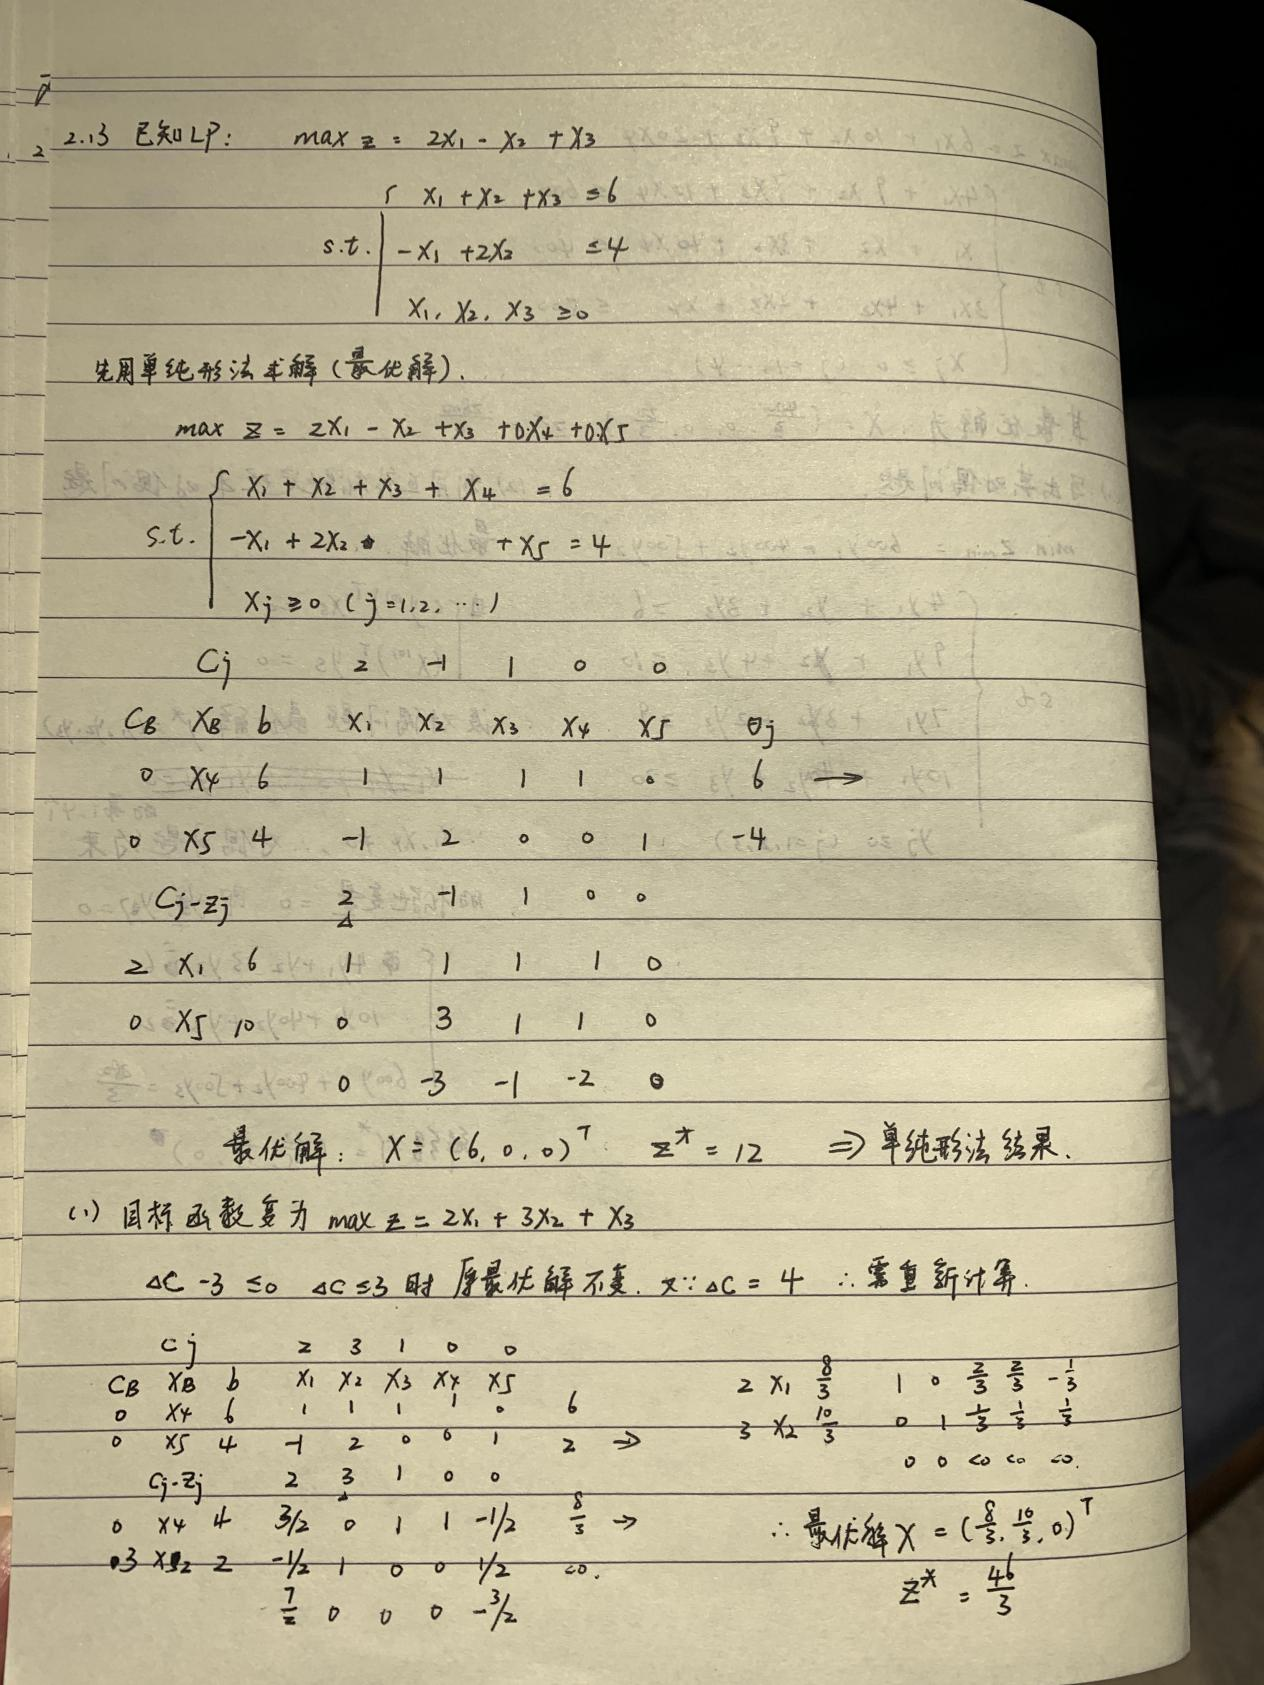 2.13 已知LP: max z = 2x₁ - x₂ + x₃
x₁ + x₂ + x₃ ≤ 6
s.t. -x₁ + 2x₂ ≤ 4
x₁, x₂, x₃ ≥ 0
先用单纯形法求解(最优解).
max z = 2x₁ - x₂ + x₃ + 0x₄ + 0x₅
x₁ + x₂ + x₃ + x₄ = 6
s.t. -x₁ + 2x₂ + x₅ = 4
xj ≥ 0 (j=1,2,…)
Cj 2 -1 1 0 0
CB XB b x₁ x₂ x₃ x₄ x₅ θj
0 x₄ 6 1 1 1 1 0 6 →
0 x₅ 4 -1 2 0 0 1 -4
Cj-Zj 2 -1 1 0 0
2 x₁ 6 1 1 1 1 0
0 x₅ 10 0 3 1 1 0
0 -3 -1 -2 0
最优解: X = (6,0,0)ᵀ z* = 12 ⇒ 单纯形法结果.
(1) 目标函数变为 max z = 2x₁ + 3x₂ + x₃
ΔC - 3 ≤ 0 ΔC ≤ 3 时 原最优解不变. 又∵ΔC = 4 ∴需重新计算.
Cj 2 3 1 0 0
CB XB b x₁ x₂ x₃ x₄ x₅
0 x₄ 6 1 1 1 1 0 6
0 x₅ 4 -1 2 0 0 1 2 →
Cj-Zj 2 3 1 0 0
0 x₄ 4 3/2 0 1 1 -1/2 8/3 →
3 x₂ 2 -1/2 1 0 0 1/2 <0.
7/2 0 0 0 -3/2
2 x₁ 8/3 1 0 2/3 2/3 -1/3
3 x₂ 10/3 0 1 1/3 1/3 1/3
0 0 <0 <0 <0.
∴ 最优解 X = (8/3, 10/3, 0)ᵀ
z* = 46/3